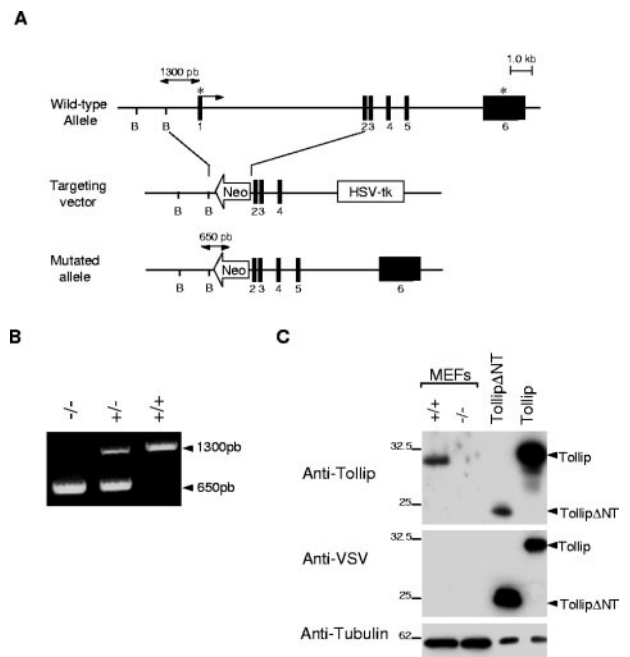 A
1300 pb
1.0 kb
* *
Wild-type
Allele
B B 1 2 3 4 5 6
Targeting
vector
Neo
HSV-tk
B B 2 3 4
650 pb
Mutated
allele
Neo
B B 2 3 4 5 6
B
-/- +/- +/+
1300pb
650pb
C
MEFs
+/+ -/- TollipΔNT Tollip
Anti-Tollip
32.5
25
Tollip
TollipΔNT
Anti-VSV
32.5
25
Tollip
TollipΔNT
Anti-Tubulin
62